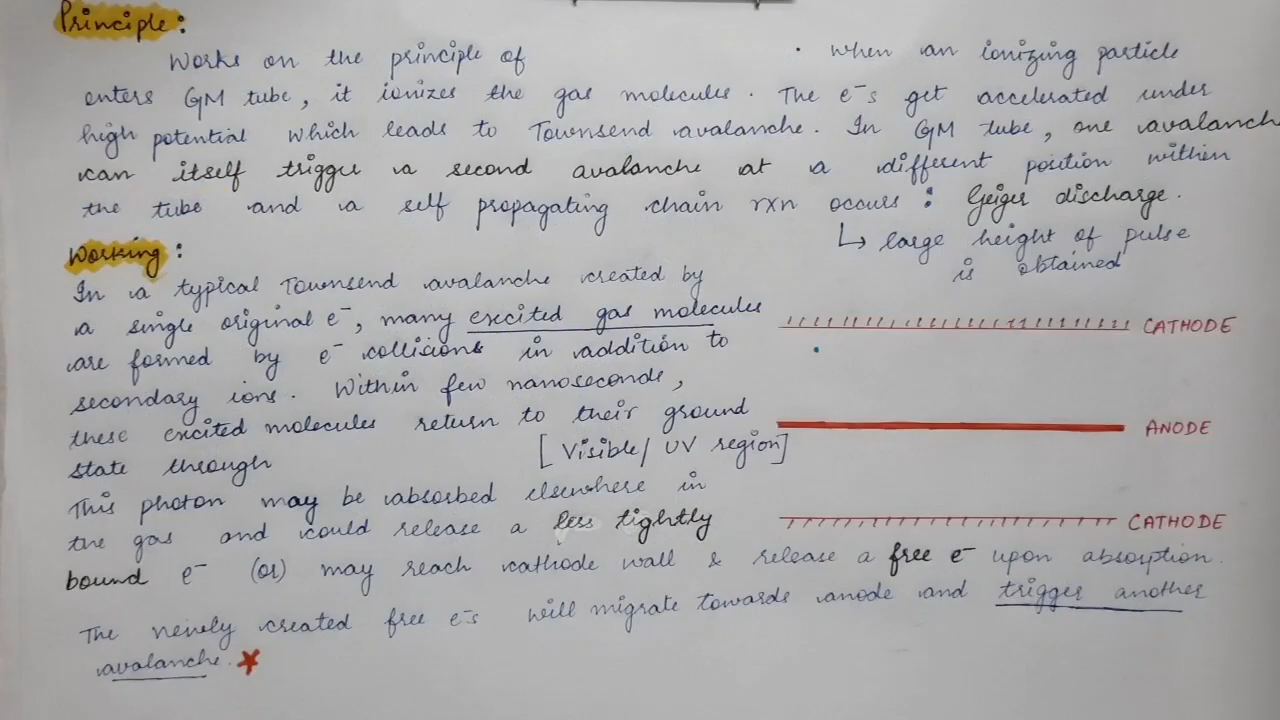 Principle :
Works on the principle of . When an ionizing particle
enters GM tube, it ionizes the gas molecules. The e⁻s get accelerated under
high potential which leads to Townsend avalanche. In GM tube, one avalanch
can itself trigger a second avalanche at a different position within
the tube and a self propagating chain rxn occurs : Geiger discharge.
↳ large height of pulse
is obtained
Working :
In a typical Townsend avalanche created by
a single original e⁻, many excited gas molecules
are formed by e⁻ collisions in addition to
secondary ions. Within few nanoseconds,
these excited molecules return to their ground
state through [Visible/ UV region]
This photon may be absorbed elsewhere in
the gas and could release a less tightly
bound e⁻ (or) may reach cathode wall & release a free e⁻ upon absorption.
The newly created free e⁻s will migrate towards anode and trigger another
avalanche.
CATHODE
ANODE
CATHODE